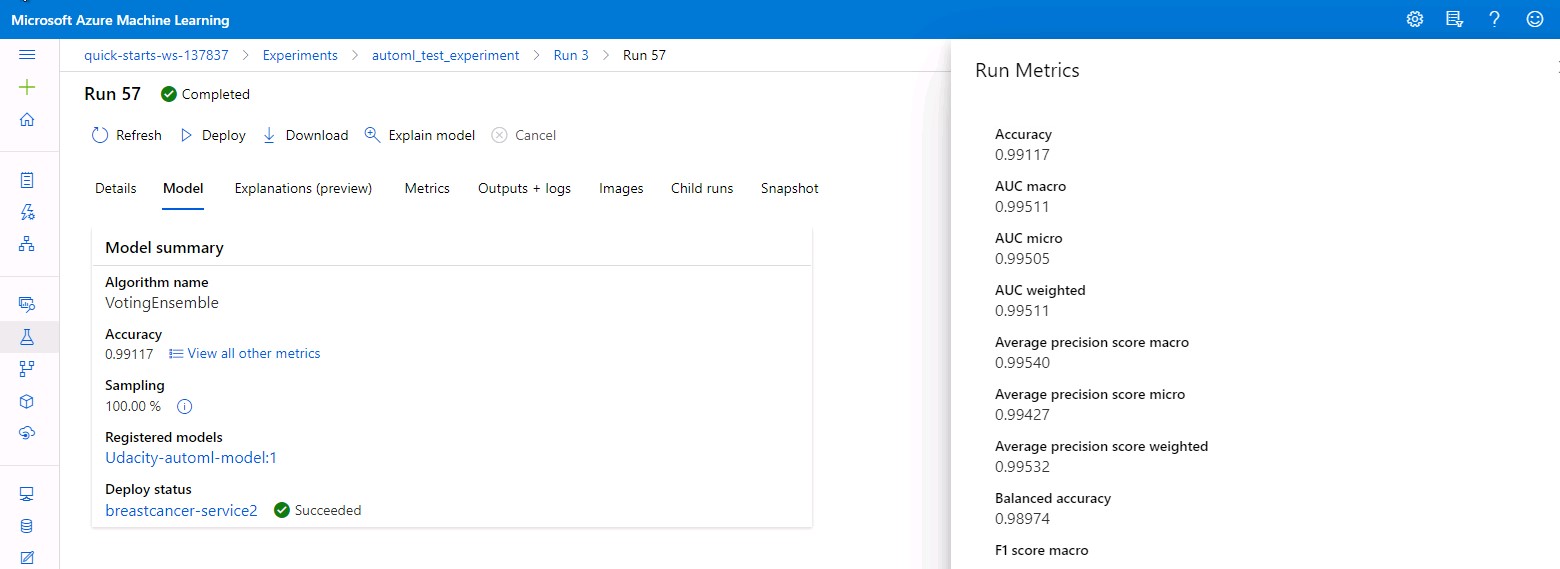 Microsoft Azure Machine Learning
quick-starts-ws-137837 > Experiments > automl_test_experiment > Run 3 > Run 57
Run 57 Completed
Refresh Deploy Download Explain model Cancel
Details Model Explanations (preview) Metrics Outputs + logs Images Child runs Snapshot
Model summary
Algorithm name
VotingEnsemble
Accuracy
0.99117 View all other metrics
Sampling
100.00 %
Registered models
Udacity-automl-model:1
Deploy status
breastcancer-service2 Succeeded
Run Metrics
Accuracy
0.99117
AUC macro
0.99511
AUC micro
0.99505
AUC weighted
0.99511
Average precision score macro
0.99540
Average precision score micro
0.99427
Average precision score weighted
0.99532
Balanced accuracy
0.98974
F1 score macro